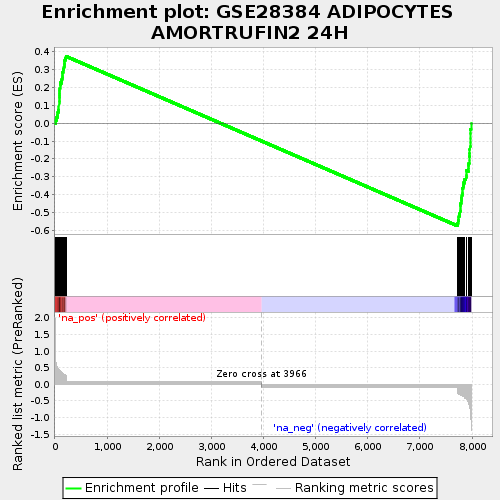 Enrichment plot: GSE28384 ADIPOCYTES
AMORTRUFIN2 24H
Enrichment score (ES)
0.4
0.3
0.2
0.1
0.0
-0.1
-0.2
-0.3
-0.4
-0.5
-0.6
'na_pos' (positively correlated)
Ranked list metric (PreRanked)
2.0
1.5
1.0
0.5
0.0
-0.5
-1.0
-1.5
Zero cross at 3966
'na_neg' (negatively correlated)
0 1,000 2,000 3,000 4,000 5,000 6,000 7,000 8,000
Rank in Ordered Dataset
Enrichment profile Hits Ranking metric scores